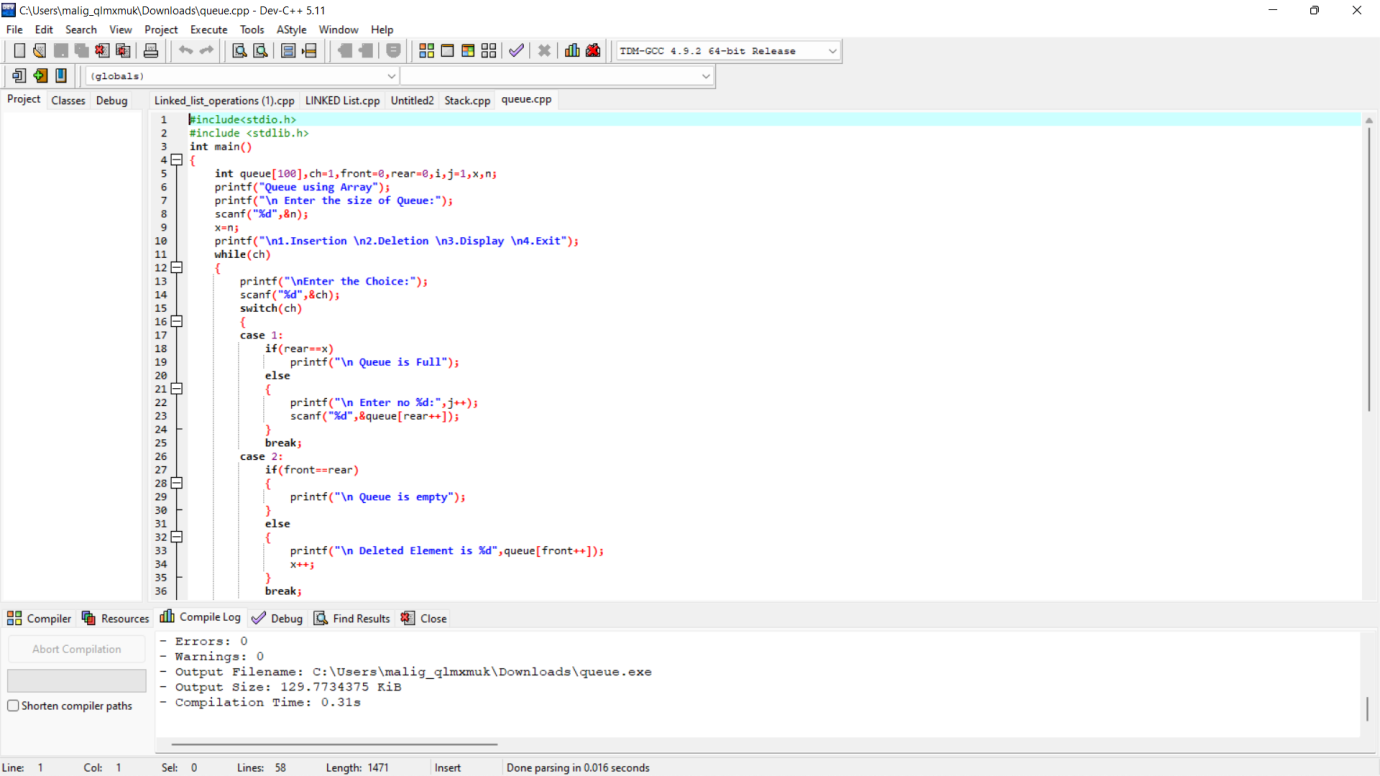 C:\Users\malig_qlmxmuk\Downloads\queue.cpp - Dev-C++ 5.11
File Edit Search View Project Execute Tools AStyle Window Help
TDM-GCC 4.9.2 64-bit Release
(globals)
Project Classes Debug Linked_list_operations (1).cpp LINKED List.cpp Untitled2 Stack.cpp queue.cpp
1 #include<stdio.h>
2 #include <stdlib.h>
3 int main()
4 {
5 int queue[100],ch=1,front=0,rear=0,i,j=1,x,n;
6 printf("Queue using Array");
7 printf("\n Enter the size of Queue:");
8 scanf("%d",&n);
9 x=n;
10 printf("\n1.Insertion \n2.Deletion \n3.Display \n4.Exit");
11 while(ch)
12 {
13 printf("\nEnter the Choice:");
14 scanf("%d",&ch);
15 switch(ch)
16 {
17 case 1:
18 if(rear==x)
19 printf("\n Queue is Full");
20 else
21 {
22 printf("\n Enter no %d:",j++);
23 scanf("%d",&queue[rear++]);
24 }
25 break;
26 case 2:
27 if(front==rear)
28 {
29 printf("\n Queue is empty");
30 }
31 else
32 {
33 printf("\n Deleted Element is %d",queue[front++]);
34 x++;
35 }
36 break;
Compiler Resources Compile Log Debug Find Results Close
Abort Compilation
Shorten compiler paths
- Errors: 0
- Warnings: 0
- Output Filename: C:\Users\malig_qlmxmuk\Downloads\queue.exe
- Output Size: 129.7734375 KiB
- Compilation Time: 0.31s
Line: 1 Col: 1 Sel: 0 Lines: 58 Length: 1471 Insert Done parsing in 0.016 seconds